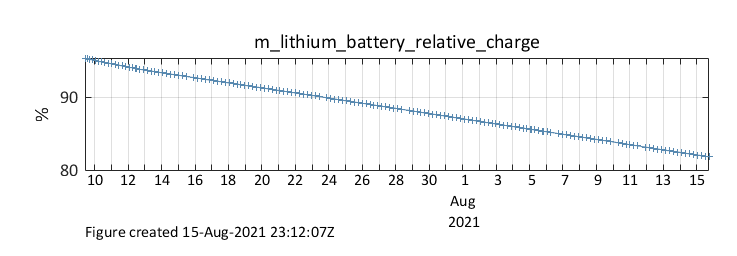 m_lithium_battery_relative_charge
90
%
80
10 12 14 16 18 20 22 24 26 28 30 1 3 5 7 9 11 13 15
Aug
2021
Figure created 15-Aug-2021 23:12:07Z